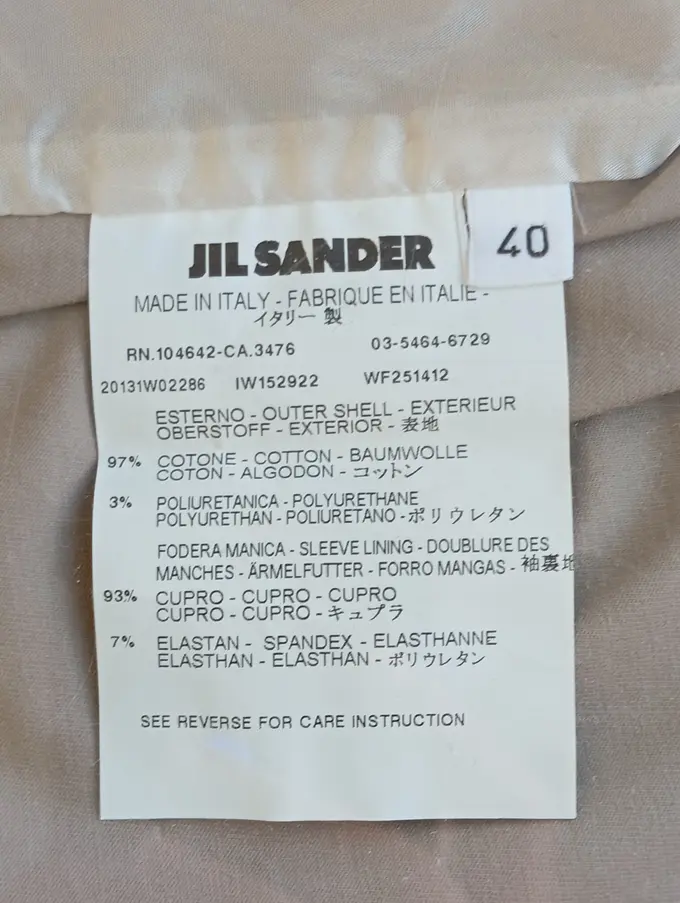 JIL SANDER
40
MADE IN ITALY - FABRIQUE EN ITALIE -
イタリー 製
RN.104642-CA.3476 03-5464-6729
20131W02286 IW152922 WF251412
ESTERNO - OUTER SHELL - EXTERIEUR
OBERSTOFF - EXTERIOR - 表地
97% COTONE - COTTON - BAUMWOLLE
COTON - ALGODON - コットン
3% POLIURETANICA - POLYURETHANE
POLYURETHAN - POLIURETANO - ポリウレタン
FODERA MANICA - SLEEVE LINING - DOUBLURE DES
MANCHES - ÄRMELFUTTER - FORRO MANGAS - 袖裏地
93% CUPRO - CUPRO - CUPRO
CUPRO - CUPRO - キュプラ
7% ELASTAN - SPANDEX - ELASTHANNE
ELASTHAN - ELASTHAN - ポリウレタン
SEE REVERSE FOR CARE INSTRUCTION